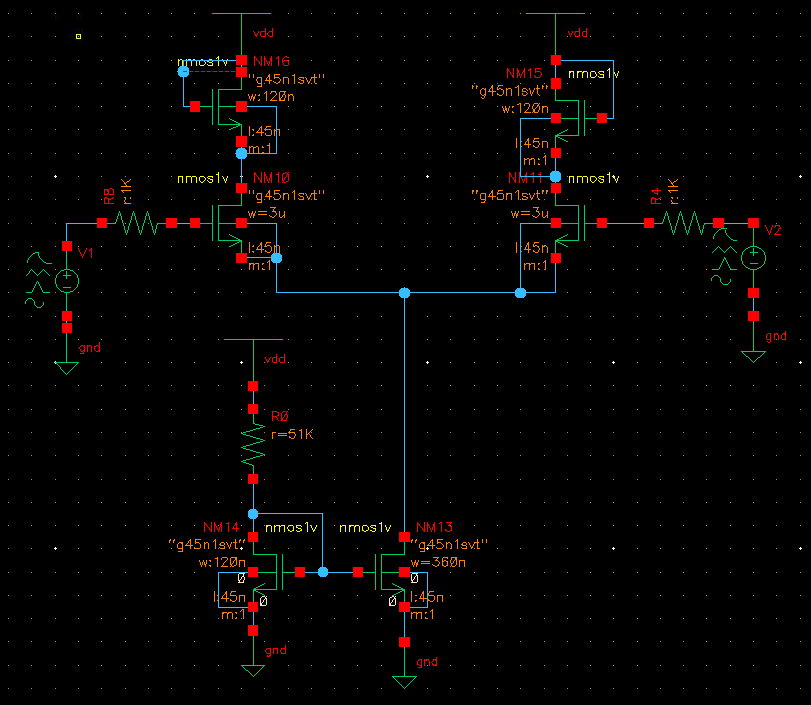 vdd
vdd
nmos1v
NM16
"g45n1svt"
w:120n
l:45n
m:1
NM15
nmos1v
"g45n1svt"
w:120n
l:45n
m:1
nmos1v
NM10
"g45n1svt"
w=3u
l:45n
m:1
NM11
nmos1v
"g45n1svt"
w=3u
l:45n
m:1
R8
r:1K
R4
r:1K
V1
V2
gnd
gnd
vdd
R0
r=51K
NM14
nmos1v
nmos1v
NM13
"g45n1svt"
w:120n
0
l:45n
0
m:1
"g45n1svt"
w=360n
0
l:45n
0
m:1
gnd
gnd